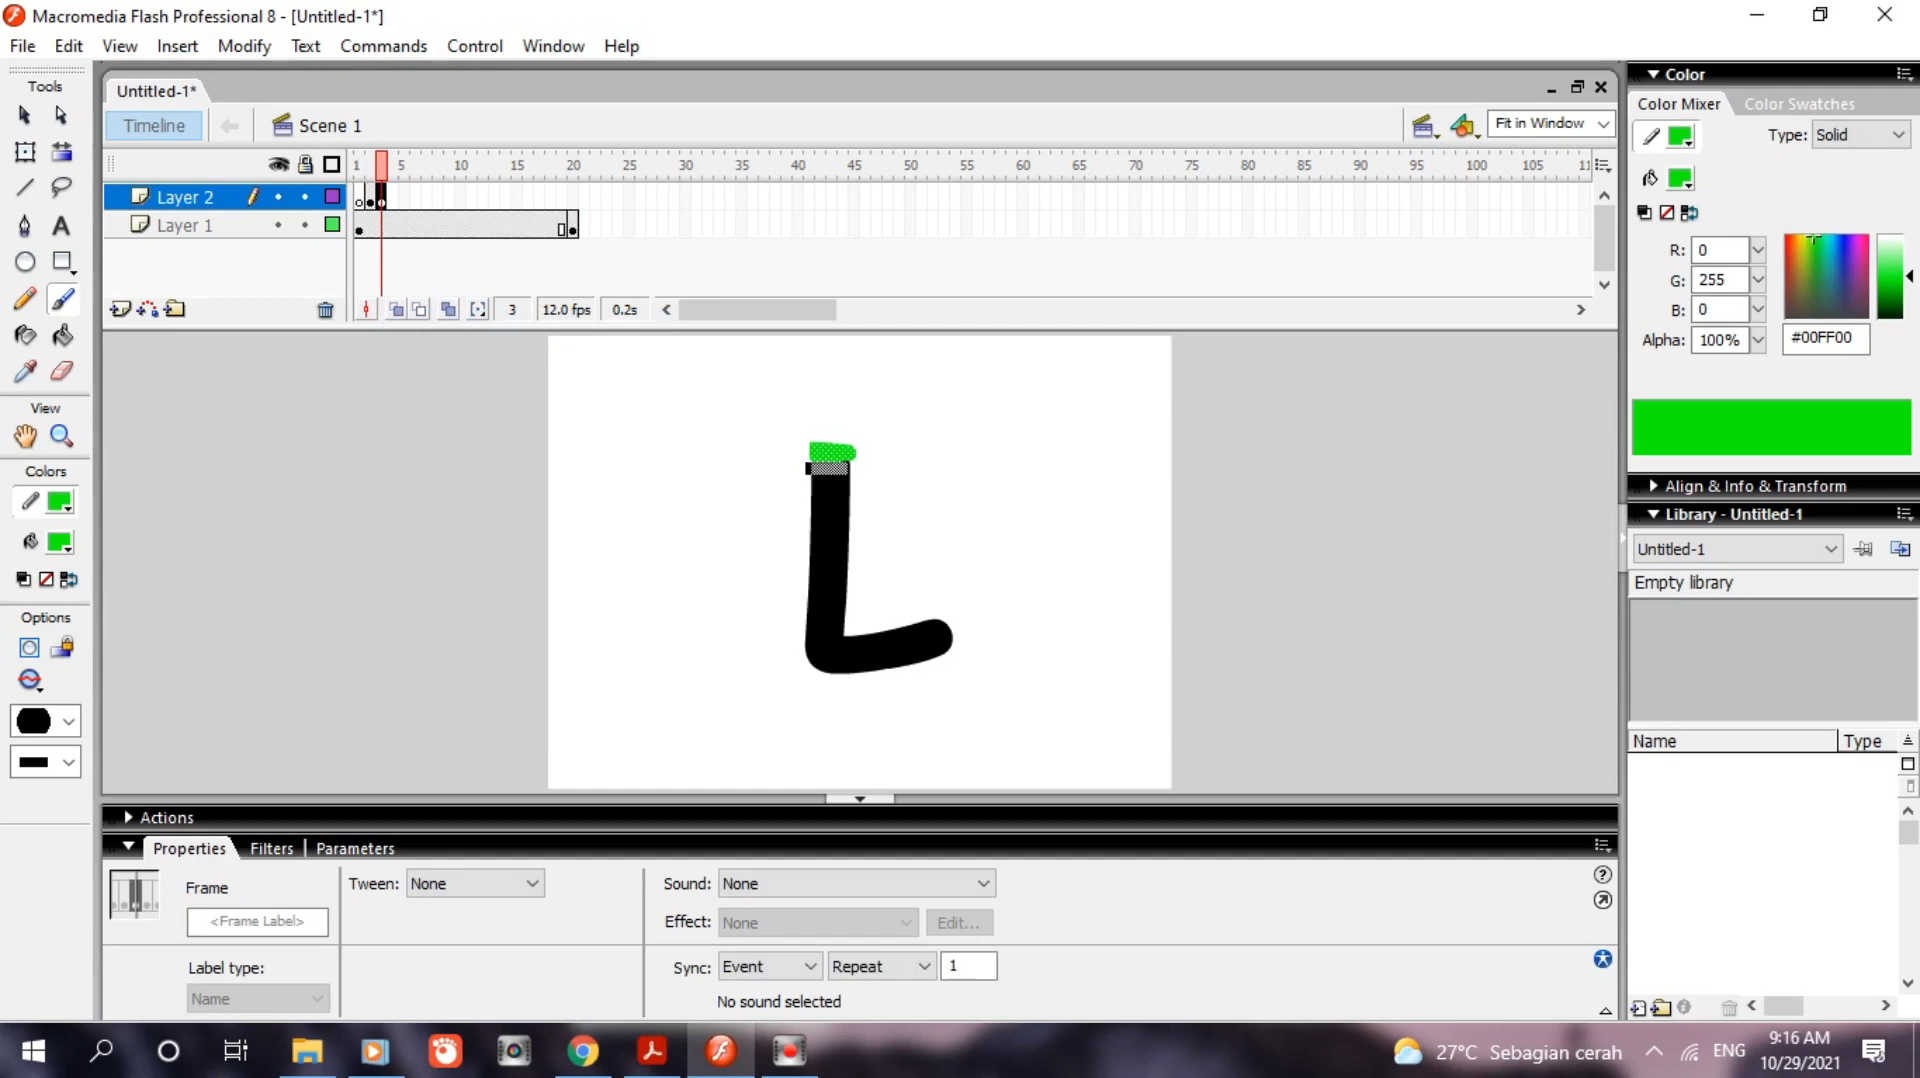 Macromedia Flash Professional 8 - [Untitled-1*]
File Edit View Insert Modify Text Commands Control Window Help
Tools
Untitled-1*
Timeline
Scene 1
Fit in Window
1 5 10 15 20 25 30 35 40 45 50 55 60 65 70 75 80 85 90 95 100 105 11
Layer 2
Layer 1
3 12.0 fps 0.2s
View
Colors
Options
A
L
Color
Color Mixer Color Swatches
Type: Solid
R: 0
G: 255
B: 0
Alpha: 100% #00FF00
Align & Info & Transform
Library - Untitled-1
Untitled-1
Empty library
Name Type
Actions
Properties Filters Parameters
Frame
<Frame Label>
Label type:
Name
Tween: None
Sound: None
Effect: None Edit...
Sync: Event Repeat 1
No sound selected
27°C Sebagian cerah
ENG
9:16 AM
10/29/2021